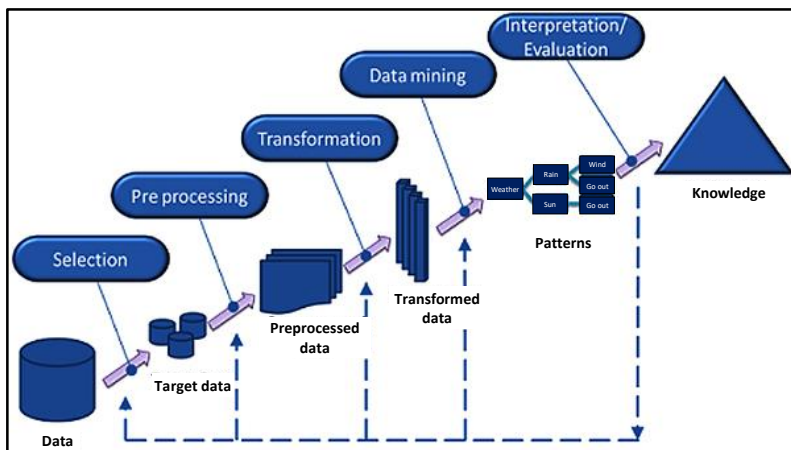 Interpretation/
Evaluation
Data mining
Transformation
Pre processing
Selection
Weather
Rain
Sun
Wind
Go out
Go out
Knowledge
Patterns
Transformed
data
Preprocessed
data
Target data
Data